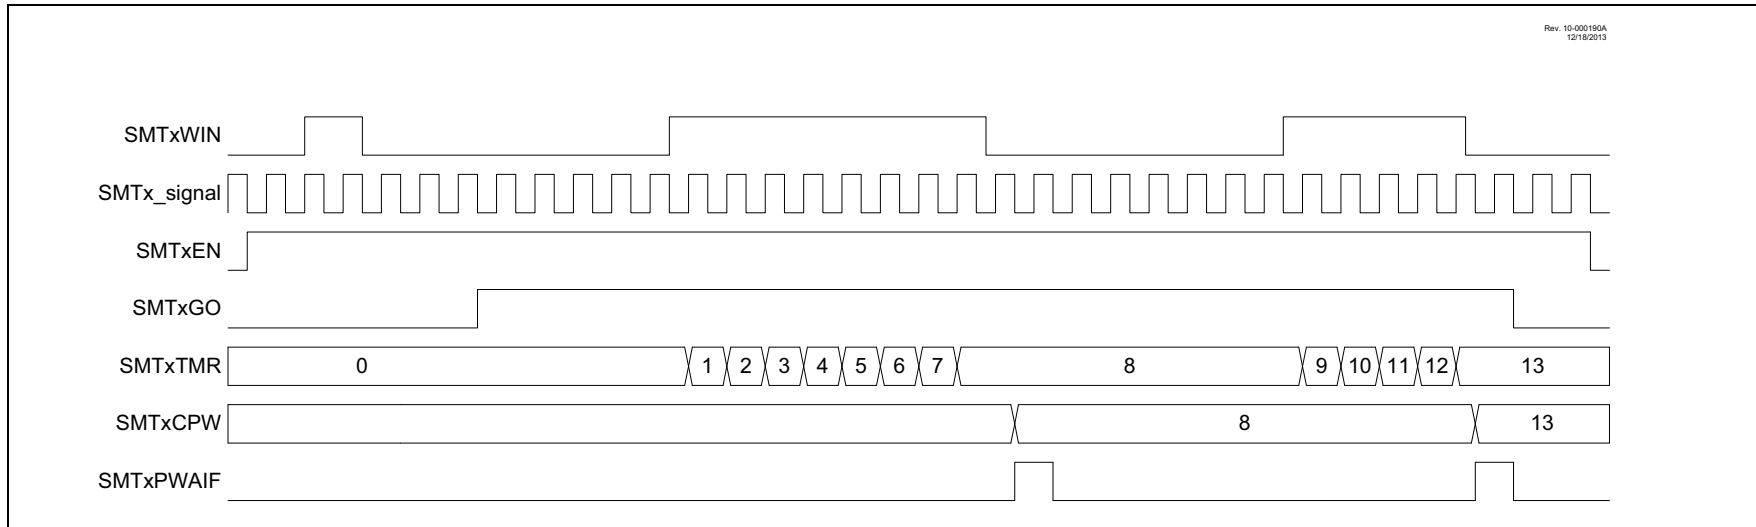 Rev. 10-000190A
12/18/2013
SMTxWIN
SMTx_signal
SMTxEN
SMTxGO
SMTxTMR 0 1 2 3 4 5 6 7 8 9 10 11 12 13
SMTxCPW 8 13
SMTxPWAIF